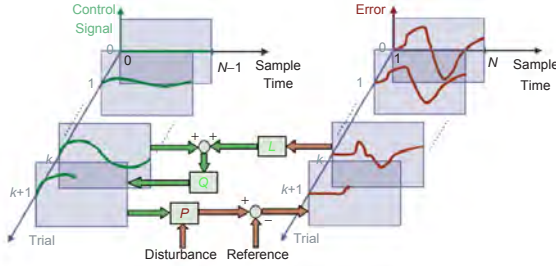 Control
Signal
Error
0
0
N–1
Sample
Time
1
k
k+1
Trial
0
1
N
Sample
Time
1
k
k+1
Trial
+
+
L
Q
P
+
–
Disturbance
Reference